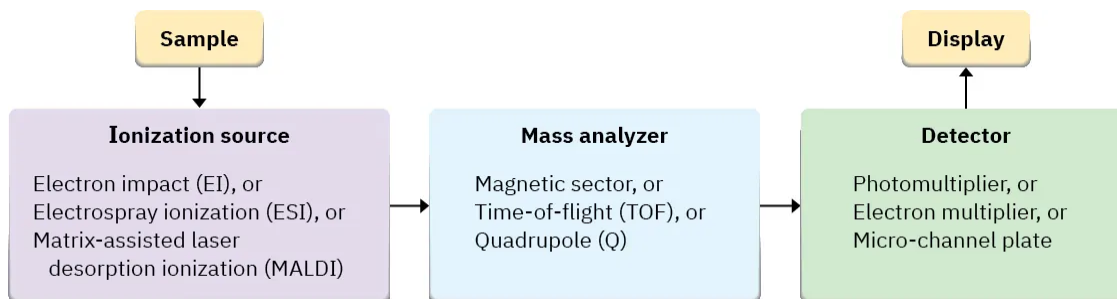 Sample
Display
Ionization source
Electron impact (EI), or
Electrospray ionization (ESI), or
Matrix-assisted laser
desorption ionization (MALDI)
Mass analyzer
Magnetic sector, or
Time-of-flight (TOF), or
Quadrupole (Q)
Detector
Photomultiplier, or
Electron multiplier, or
Micro-channel plate